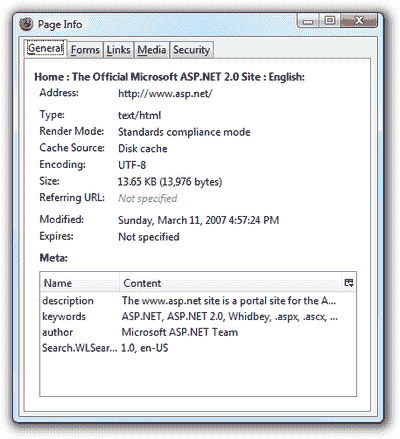 Page Info
General Forms Links Media Security
Home : The Official Microsoft ASP.NET 2.0 Site : English:
Address: http://www.asp.net/
Type: text/html
Render Mode: Standards compliance mode
Cache Source: Disk cache
Encoding: UTF-8
Size: 13.65 KB (13,976 bytes)
Referring URL: Not specified
Modified: Sunday, March 11, 2007 4:57:24 PM
Expires: Not specified
Meta:
Name Content
description The www.asp.net site is a portal site for the A...
keywords ASP.NET, ASP.NET 2.0, Whidbey, .aspx, .ascx, ...
author Microsoft ASP.NET Team
Search.WLSear... 1.0, en-US